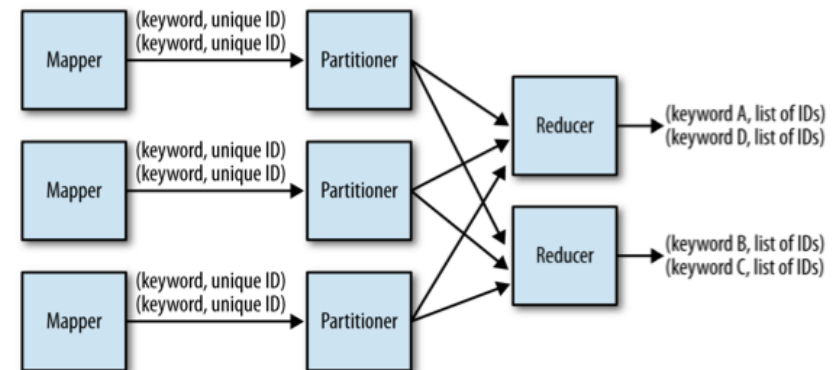 (keyword, unique ID)
(keyword, unique ID)
Mapper
Partitioner
(keyword A, list of IDs)
(keyword D, list of IDs)
Reducer
(keyword, unique ID)
(keyword, unique ID)
Mapper
Partitioner
(keyword B, list of IDs)
(keyword C, list of IDs)
Reducer
(keyword, unique ID)
(keyword, unique ID)
Mapper
Partitioner